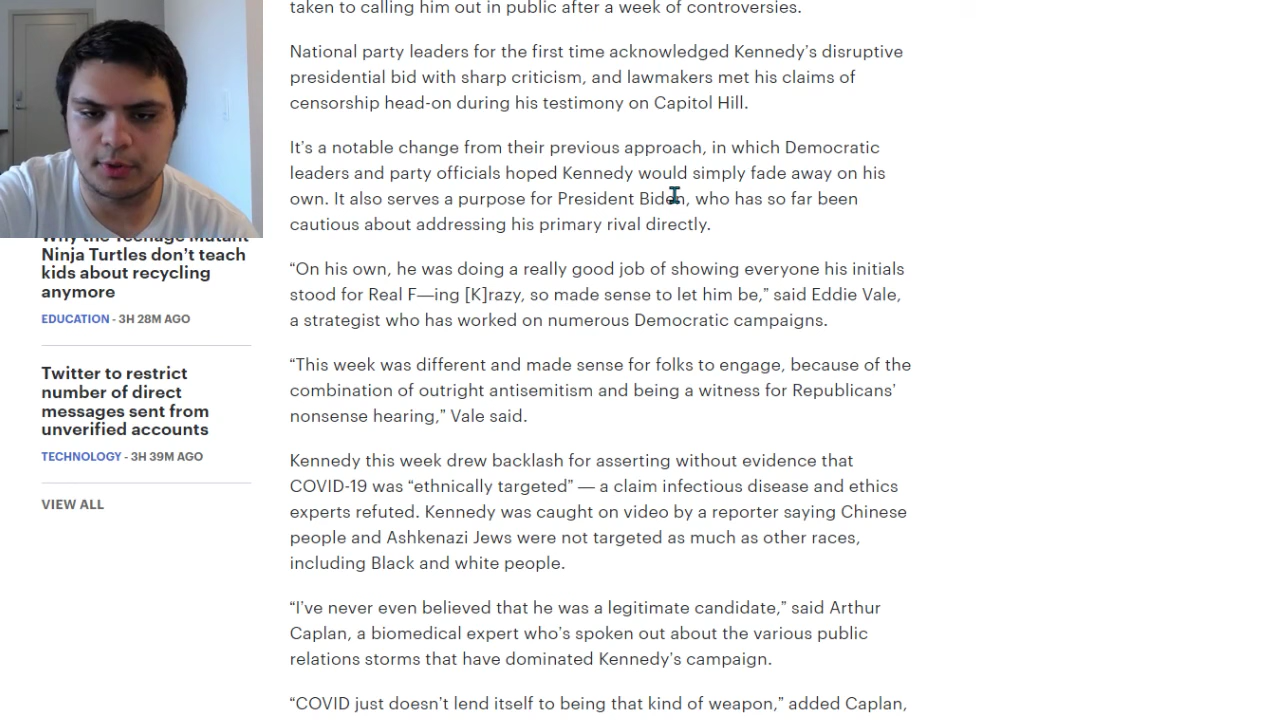 taken to calling him out in public after a week of controversies.
National party leaders for the first time acknowledged Kennedy’s disruptive
presidential bid with sharp criticism, and lawmakers met his claims of
censorship head-on during his testimony on Capitol Hill.
It’s a notable change from their previous approach, in which Democratic
leaders and party officials hoped Kennedy would simply fade away on his
own. It also serves a purpose for President Biden, who has so far been
cautious about addressing his primary rival directly.
“On his own, he was doing a really good job of showing everyone his initials
stood for Real F—ing [K]razy, so made sense to let him be,” said Eddie Vale,
a strategist who has worked on numerous Democratic campaigns.
“This week was different and made sense for folks to engage, because of the
combination of outright antisemitism and being a witness for Republicans’
nonsense hearing,” Vale said.
Kennedy this week drew backlash for asserting without evidence that
COVID-19 was “ethnically targeted” — a claim infectious disease and ethics
experts refuted. Kennedy was caught on video by a reporter saying Chinese
people and Ashkenazi Jews were not targeted as much as other races,
including Black and white people.
“I’ve never even believed that he was a legitimate candidate,” said Arthur
Caplan, a biomedical expert who’s spoken out about the various public
relations storms that have dominated Kennedy’s campaign.
“COVID just doesn’t lend itself to being that kind of weapon,” added Caplan,
Why the Teenage Mutant
Ninja Turtles don’t teach
kids about recycling
anymore
EDUCATION - 3H 28M AGO
Twitter to restrict
number of direct
messages sent from
unverified accounts
TECHNOLOGY - 3H 39M AGO
VIEW ALL